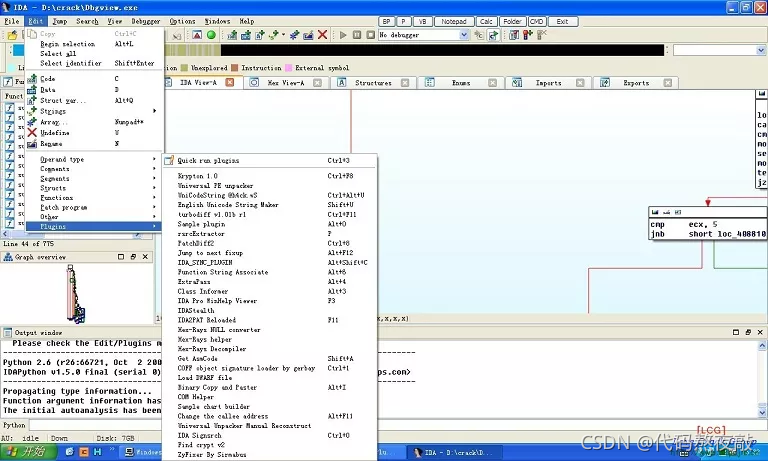 IDA - D:\crack\Dbgview.exe
File Edit Jump Search View Debugger Options Windows Help
BP P VB Notepad Calc Folder CMD Exit
No debugger
Unexplored Instruction External symbol
IDA View-A Hex View-A Structures Enums Imports Exports
Copy Ctrl+C
Begin selection Alt+L
Select all
Select identifier Shift+Enter
Code C
Data D
Struct var... Alt+Q
Strings
Array... Numpad+*
Undefine U
Rename N
Operand type
Comments
Segments
Structs
Functions
Patch program
Other
Plugins
Quick run plugins Ctrl+3
Krypton 1.0 Ctrl+F8
Universal PE unpacker
UniCodeString @h4ck.wS Ctrl+Alt+U
English Unicode String Maker Shift+U
turbodiff v1.01b r1 Ctrl+F11
Sample plugin Alt+0
rsrcExtractor P
PatchDiff2 Ctrl+8
Jump to next fixup Alt+F12
IDA_SYNC_PLUGIN Alt+Shift+C
Function String Associate Alt+6
ExtraPass Alt+4
Class Informer Alt+3
IDA Pro WinHelp Viewer F3
IDAStealth
IDA2PAT Reloaded F11
Hex-Rays NULL converter
Hex-Rays helper
Hex-Rays Decompiler
Get AsmCode Shift+A
COFF object signature loader by gerbay Ctrl+1
Load DWARF file
Binary Copy and Paster Alt+I
COM Helper
Sample chart builder
Change the callee address Alt+F11
Universal Unpacker Manual Reconstruct
IDA Signsrch Ctrl+0
Find crypt v2
ZyFixer By Sirmabus
cmp ecx, 5
jnb short loc_408810
Line 44 of 775
Graph overview
Output window
Please check the Edit/Plugins m
Python 2.6 (r26:66721, Oct 2 200
IDAPython v1.5.0 final (serial 0) ps.com>
Propagating type information...
Function argument information has
The initial autoanalysis has been
Python
AU: idle Down Disk: 7GB
[LCG]
开始 Windows IDA - D:\crack\D...
CSDN @代码熬夜敲